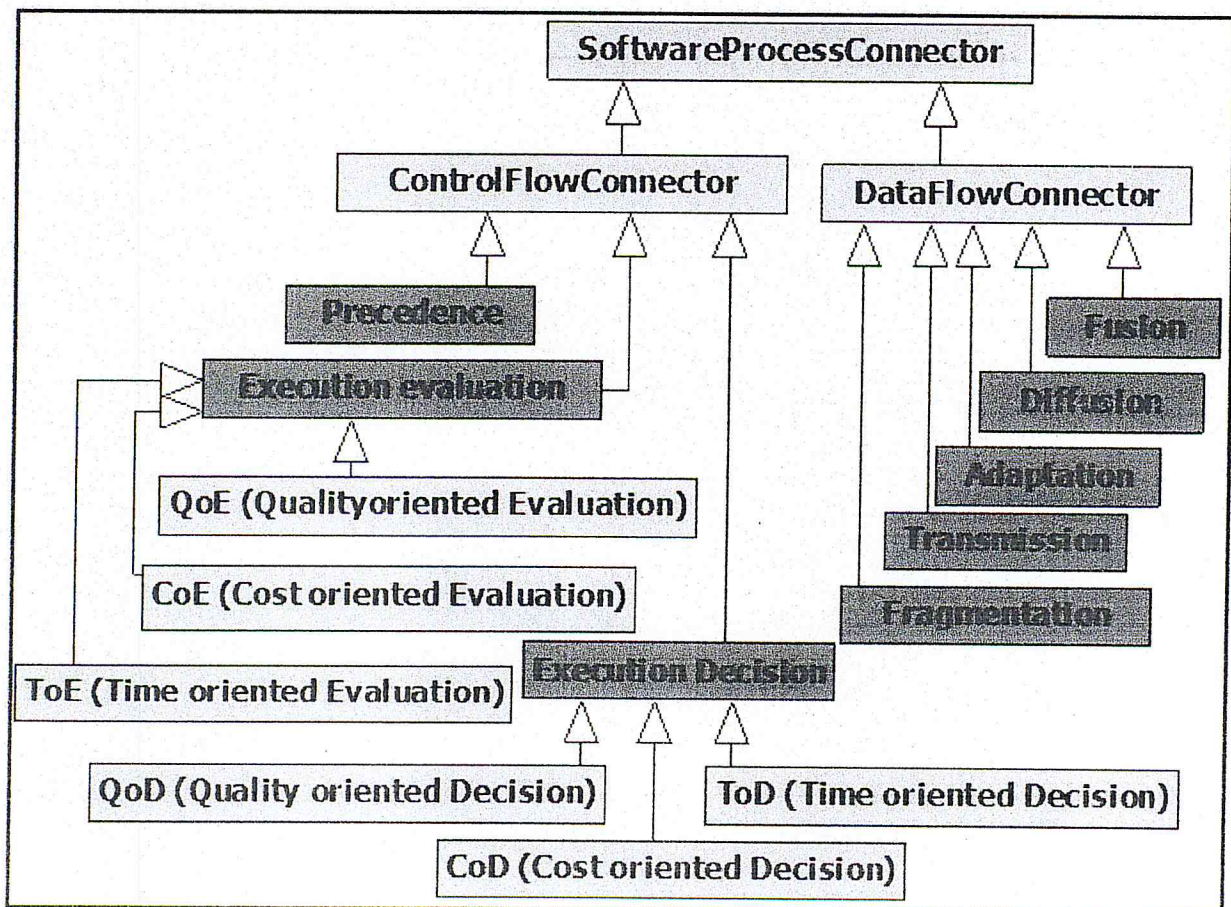 SoftwareProcessConnector
ControlFlowConnector
DataFlowConnector
Precedence
Fusion
Execution evaluation
Diffusion
Adaptation
QoE (Qualityoriented Evaluation)
Transmission
CoE (Cost oriented Evaluation)
Fragmentation
Execution Decision
ToE (Time oriented Evaluation)
QoD (Quality oriented Decision)
ToD (Time oriented Decision)
CoD (Cost oriented Decision)